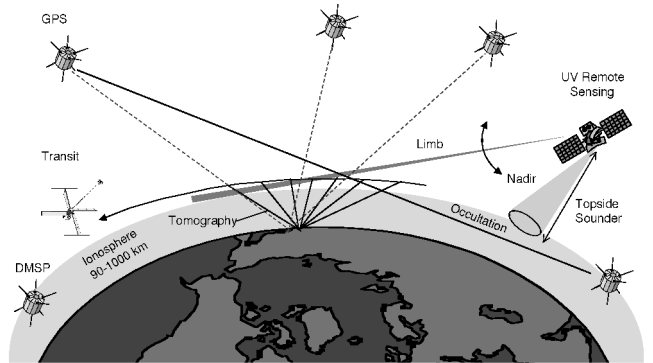 GPS
UV Remote
Sensing
Limb
Transit
Nadir
Tomography
Occultation
Topside
Sounder
Ionosphere
90-1000 km
DMSP